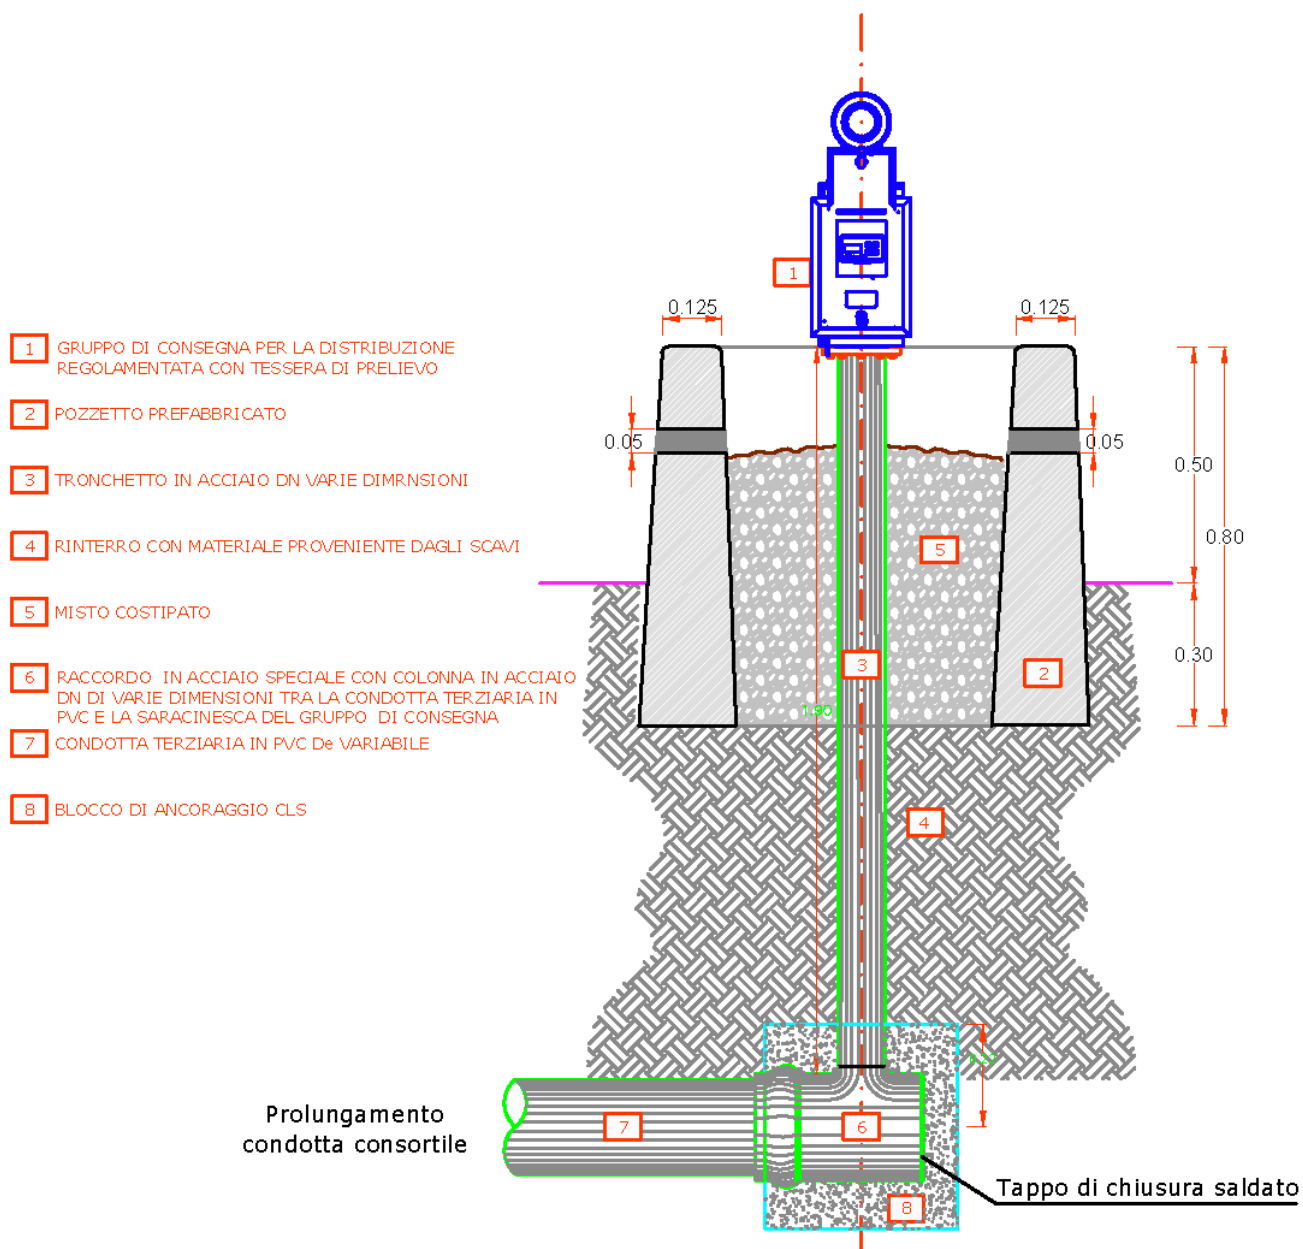 1
0.125
0.125
1 GRUPPO DI CONSEGNA PER LA DISTRIBUZIONE
REGOLAMENTATA CON TESSERA DI PRELIEVO
2 POZZETTO PREFABBRICATO
0.05
0.05
0.50
3 TRONCHETTO IN ACCIAIO DN VARIE DIMRNSIONI
0.80
4 RINTERRO CON MATERIALE PROVENIENTE DAGLI SCAVI
5
5 MISTO COSTIPATO
0.30
3
2
6 RACCORDO IN ACCIAIO SPECIALE CON COLONNA IN ACCIAIO
DN DI VARIE DIMENSIONI TRA LA CONDOTTA TERZIARIA IN
PVC E LA SARACINESCA DEL GRUPPO DI CONSEGNA
1.90
7 CONDOTTA TERZIARIA IN PVC De VARIABILE
8 BLOCCO DI ANCORAGGIO CLS
4
Prolungamento
condotta consortile
7
6
Tappo di chiusura saldato
8